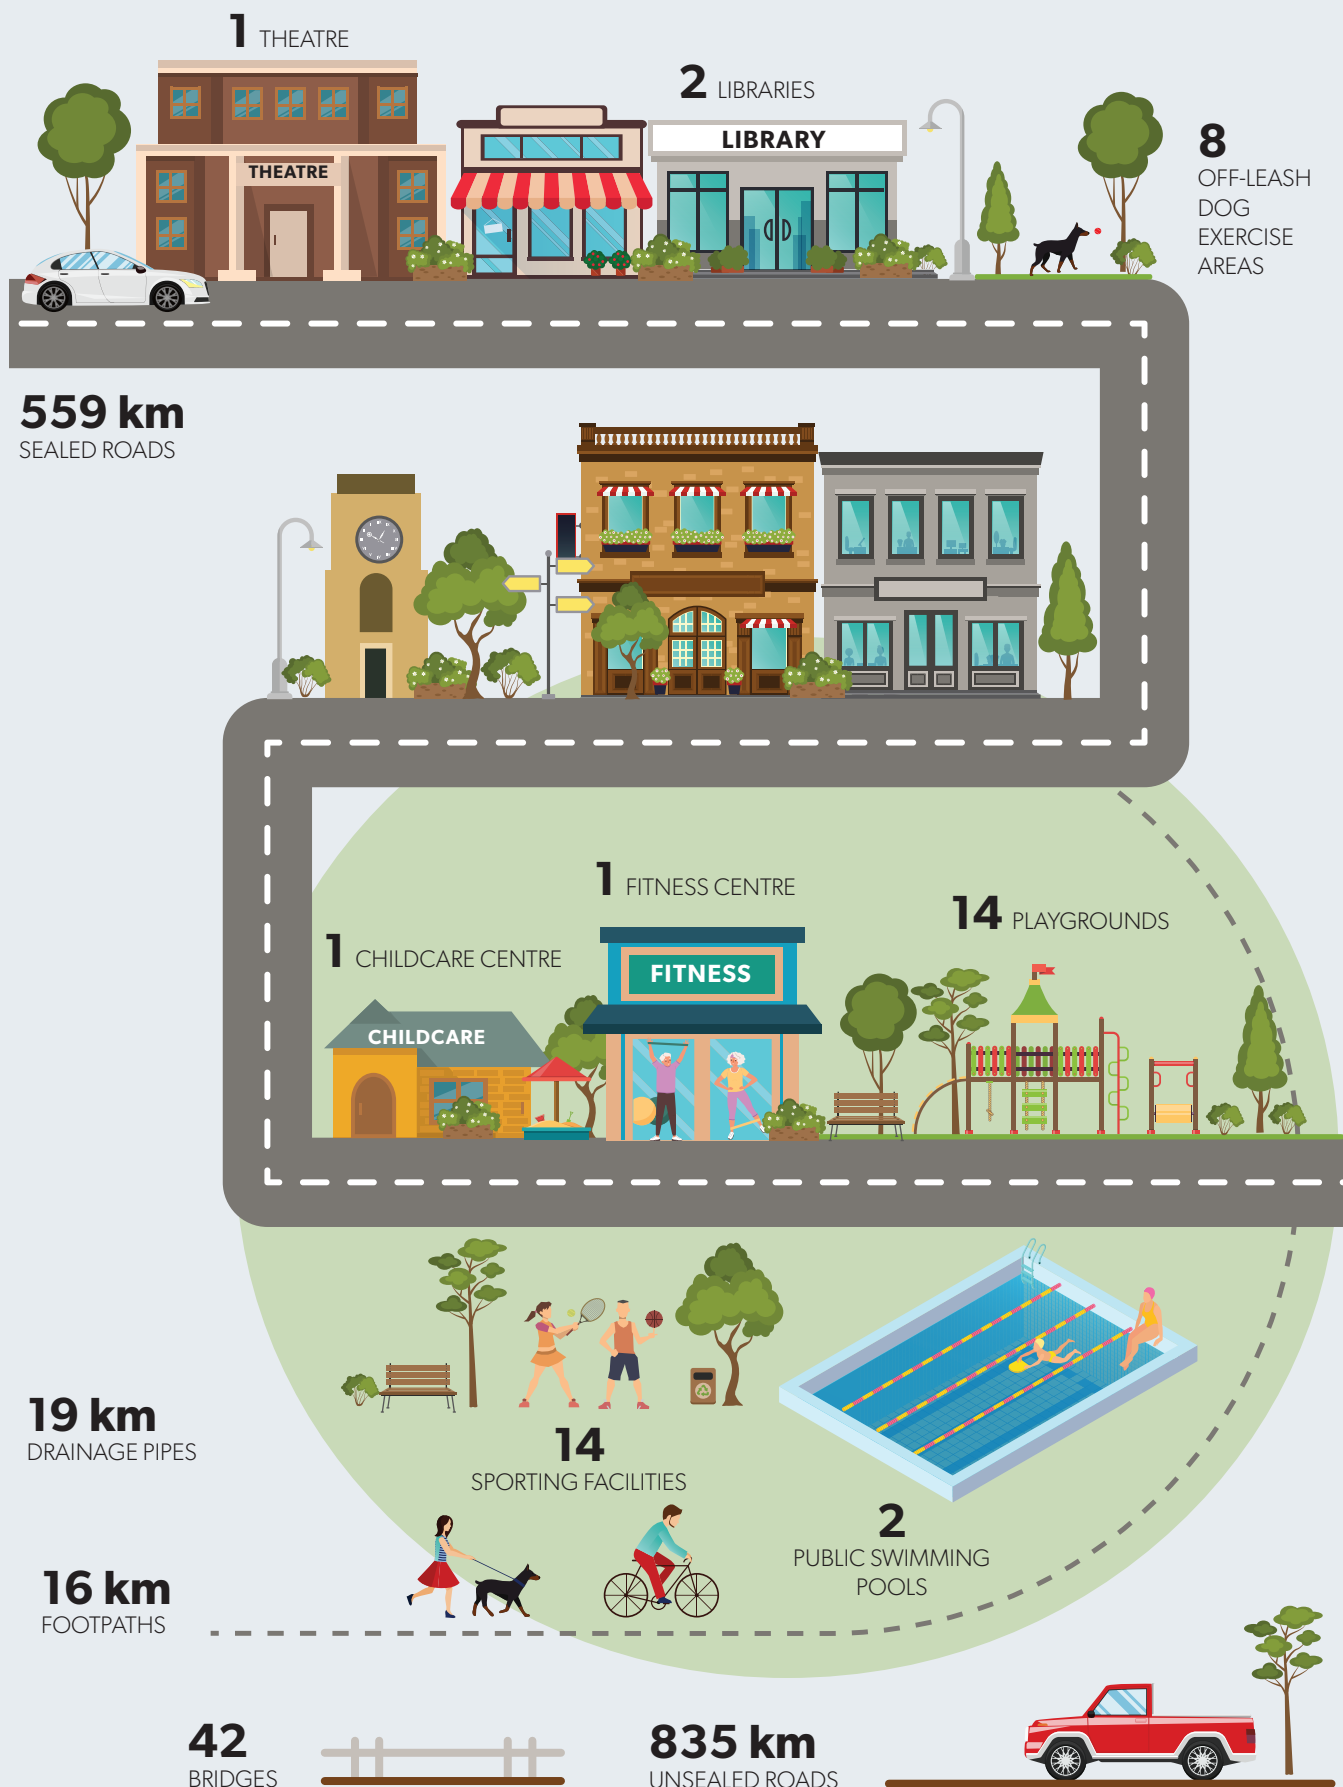 1 THEATRE
2 LIBRARIES
LIBRARY
THEATRE
8
OFF-LEASH
DOG
EXERCISE
AREAS
559 km
SEALED ROADS
1 FITNESS CENTRE
14 PLAYGROUNDS
1 CHILDCARE CENTRE
FITNESS
CHILDCARE
19 km
DRAINAGE PIPES
14
SPORTING FACILITIES
2
PUBLIC SWIMMING
POOLS
16 km
FOOTPATHS
42
BRIDGES
835 km
UNSEALED ROADS